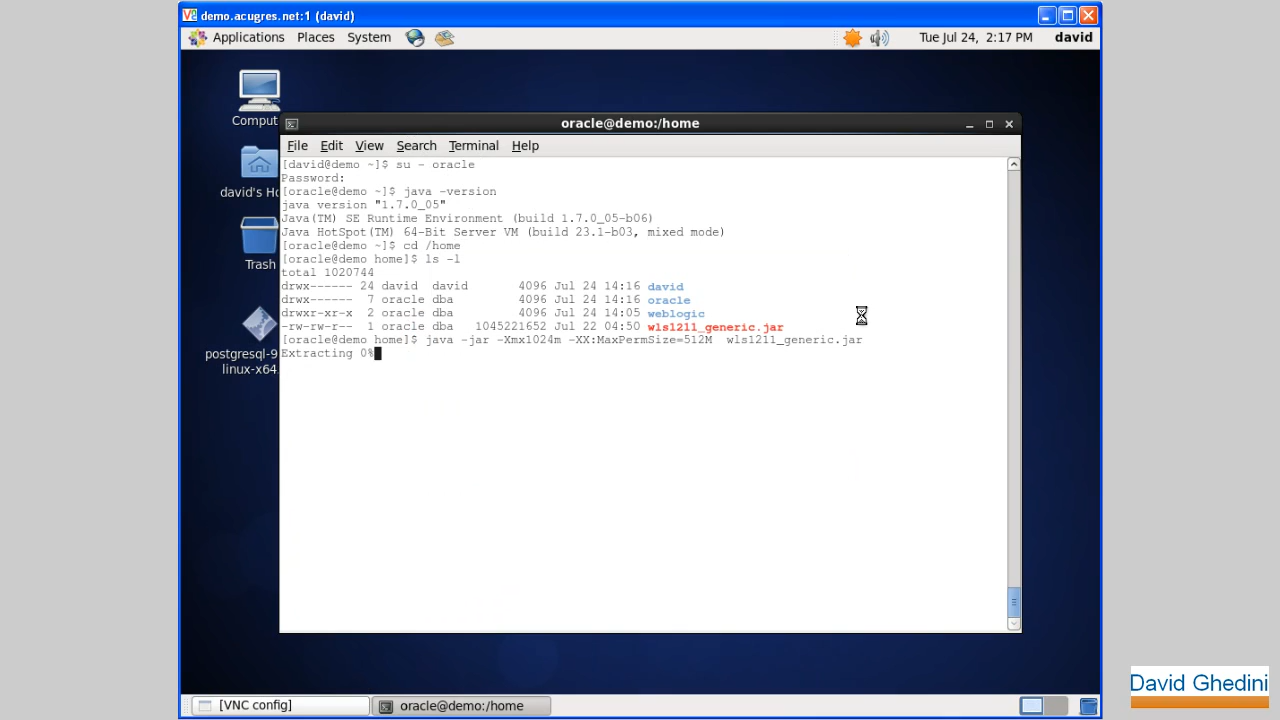 demo.acugres.net:1 (david)
Applications Places System
Tue Jul 24, 2:17 PM david
Comput
david's Ho
Trash
postgresql-9
linux-x64.
oracle@demo:/home
File Edit View Search Terminal Help
[david@demo ~]$ su - oracle
Password:
[oracle@demo ~]$ java -version
java version "1.7.0_05"
Java(TM) SE Runtime Environment (build 1.7.0_05-b06)
Java HotSpot(TM) 64-Bit Server VM (build 23.1-b03, mixed mode)
[oracle@demo ~]$ cd /home
[oracle@demo home]$ ls -l
total 1020744
drwx------ 24 david david 4096 Jul 24 14:16 david
drwx------ 7 oracle dba 4096 Jul 24 14:16 oracle
drwxr-xr-x 2 oracle dba 4096 Jul 24 14:05 weblogic
-rw-rw-r-- 1 oracle dba 1045221652 Jul 22 04:50 wls1211_generic.jar
[oracle@demo home]$ java -jar -Xmx1024m -XX:MaxPermSize=512M wls1211_generic.jar
Extracting 0%
[VNC config]
oracle@demo:/home
David Ghedini